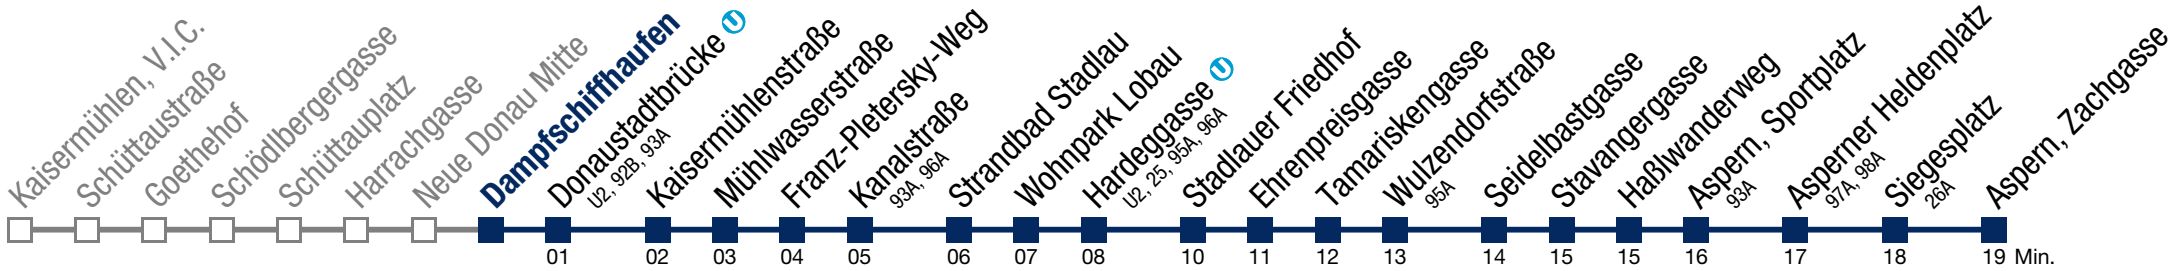 Kaisermühlen, V.I.C.
Schüttaustraße
Goethehof
Schödlbergergasse
Schüttauplatz
Harrachgasse
Neue Donau Mitte
Dampfschiffhaufen
Donaustadtbrücke U
U2, 92B, 93A
Kaisermühlenstraße
Mühlwasserstraße
Franz-Pletersky-Weg
Kanalstraße
93A, 96A
Strandbad Stadlau
Wohnpark Lobau
Hardeggasse U
U2, 25, 95A, 96A
Stadlauer Friedhof
Ehrenpreisgasse
Tamariskengasse
Wulzendorfstraße
95A
Seidelbastgasse
Stavangergasse
Haßlwanderweg
Aspern, Sportplatz
93A
Asperner Heldenplatz
97A, 98A
Siegesplatz
26A
Aspern, Zachgasse
01 02 03 04 05 06 07 08 10 11 12 13 14 15 15 16 17 18 19 Min.